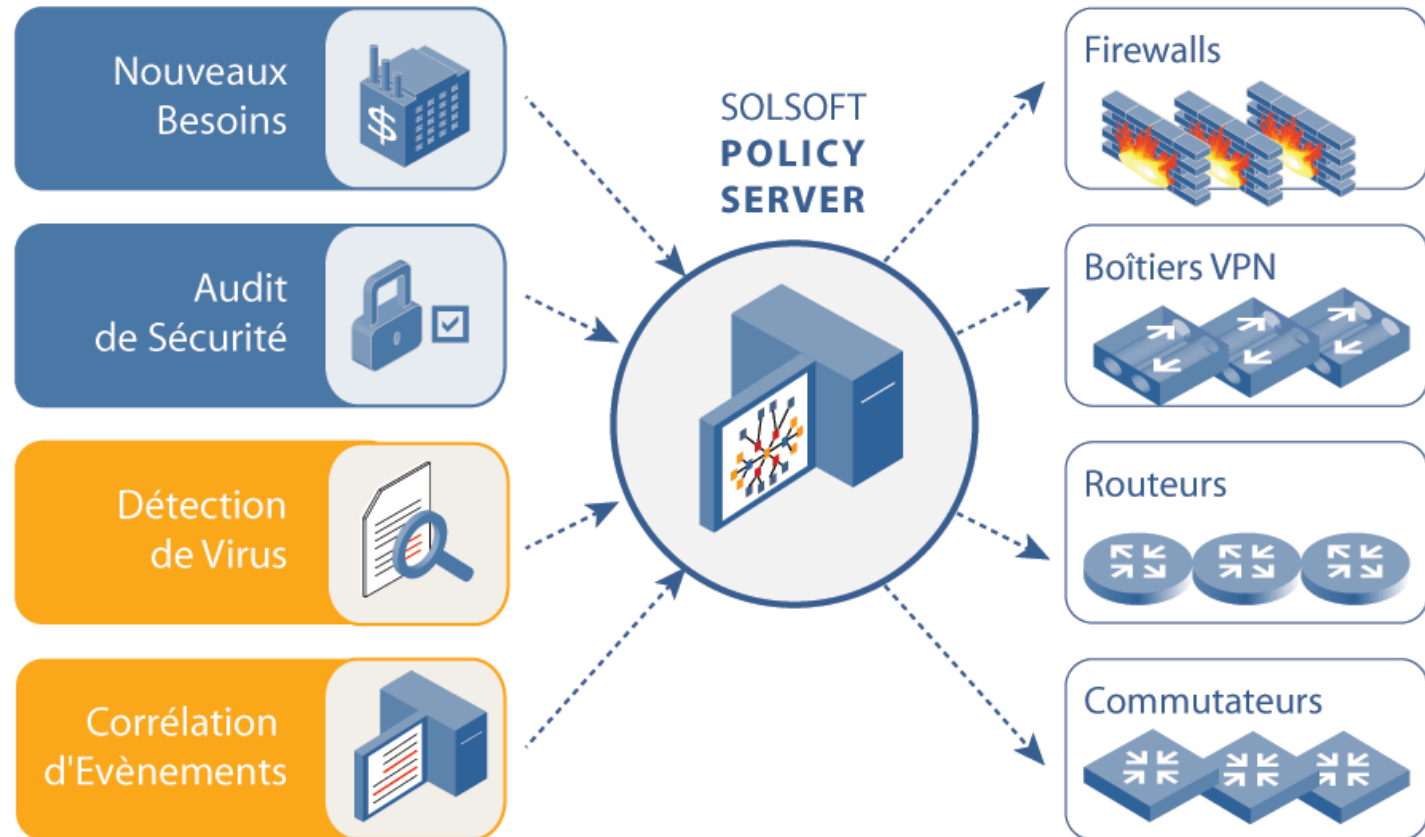 Nouveaux
Besoins
$
Audit
de Sécurité
Détection
de Virus
Corrélation
d'Evènements
SOLSOFT
POLICY
SERVER
Firewalls
Boîtiers VPN
Routeurs
Commutateurs